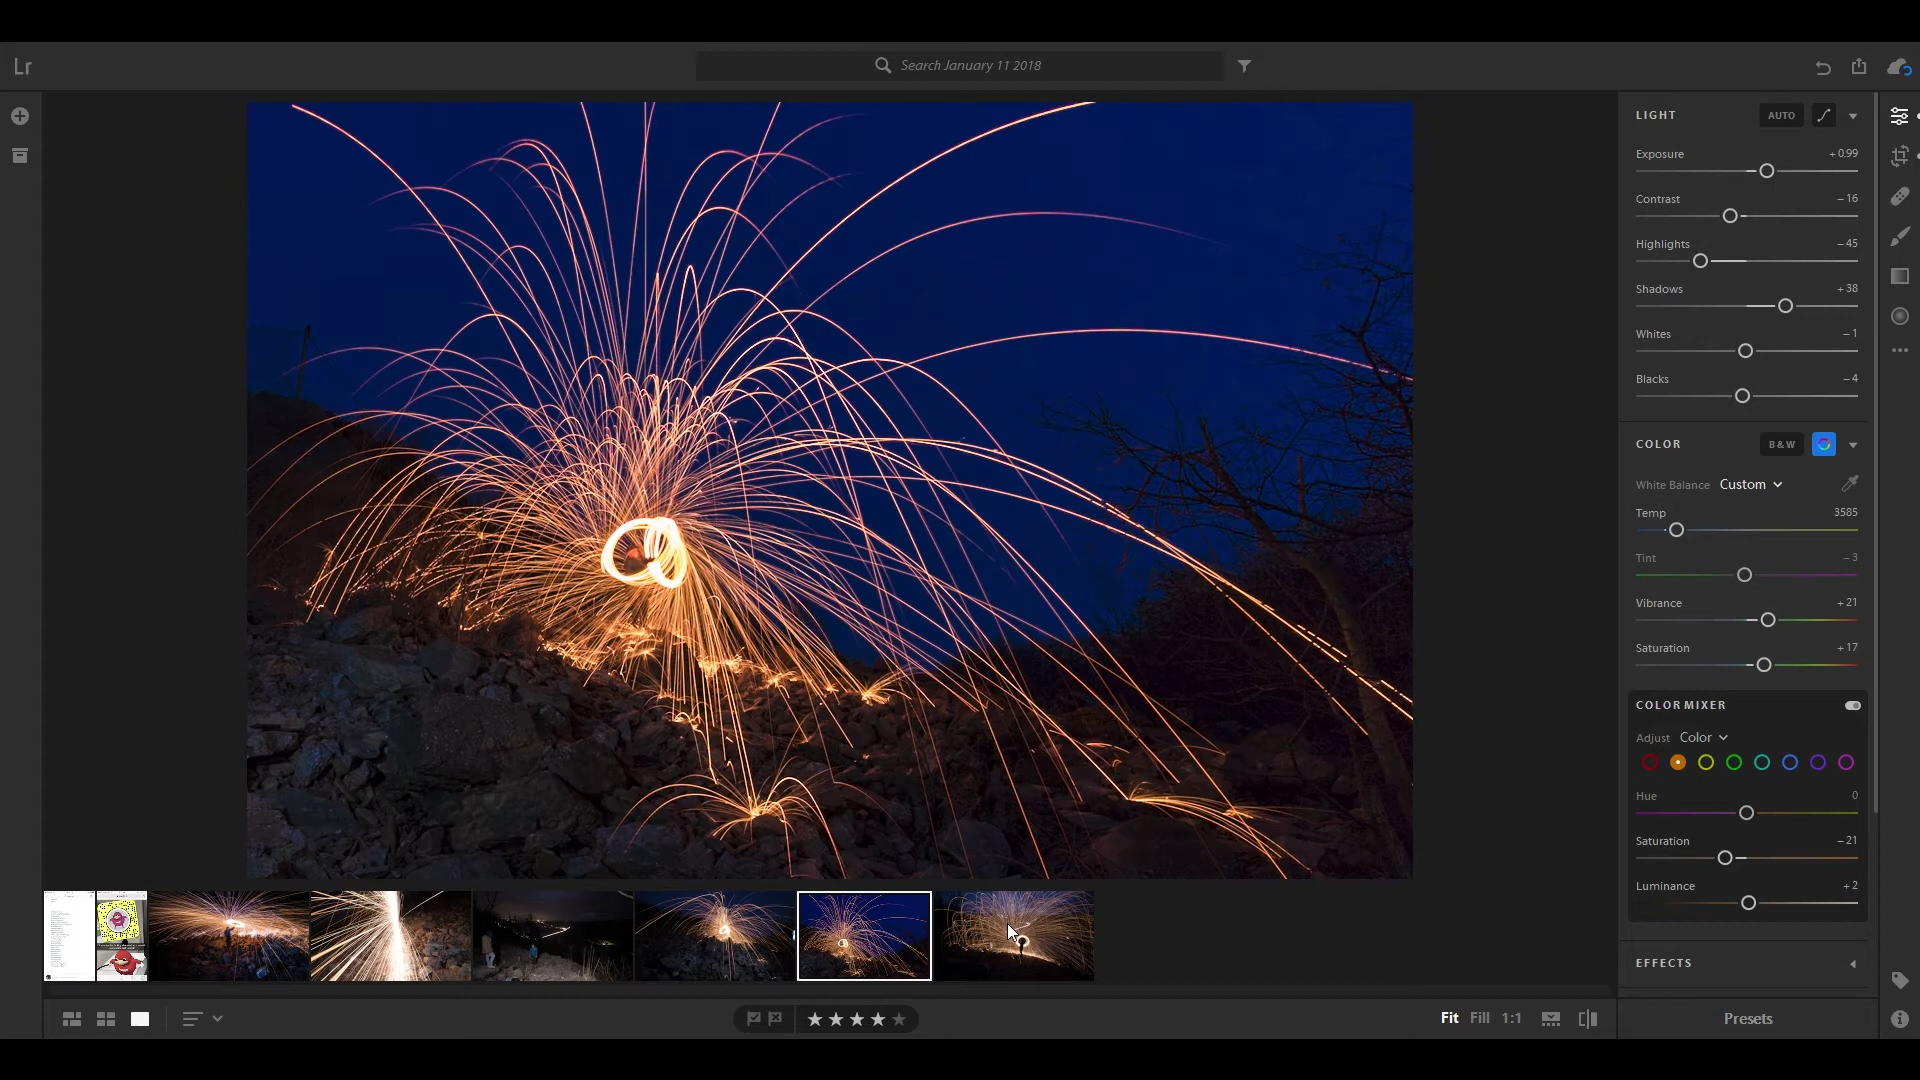 Lr
Search January 11 2018
LIGHT
AUTO
Exposure
+ 0.99
Contrast
– 16
Highlights
– 45
Shadows
+ 38
Whites
– 1
Blacks
– 4
COLOR
B & W
White Balance
Custom
Temp
3585
Tint
– 3
Vibrance
+ 21
Saturation
+ 17
COLOR MIXER
Adjust
Color
Hue
0
Saturation
– 21
Luminance
+ 2
EFFECTS
Fit
Fill
1:1
Presets